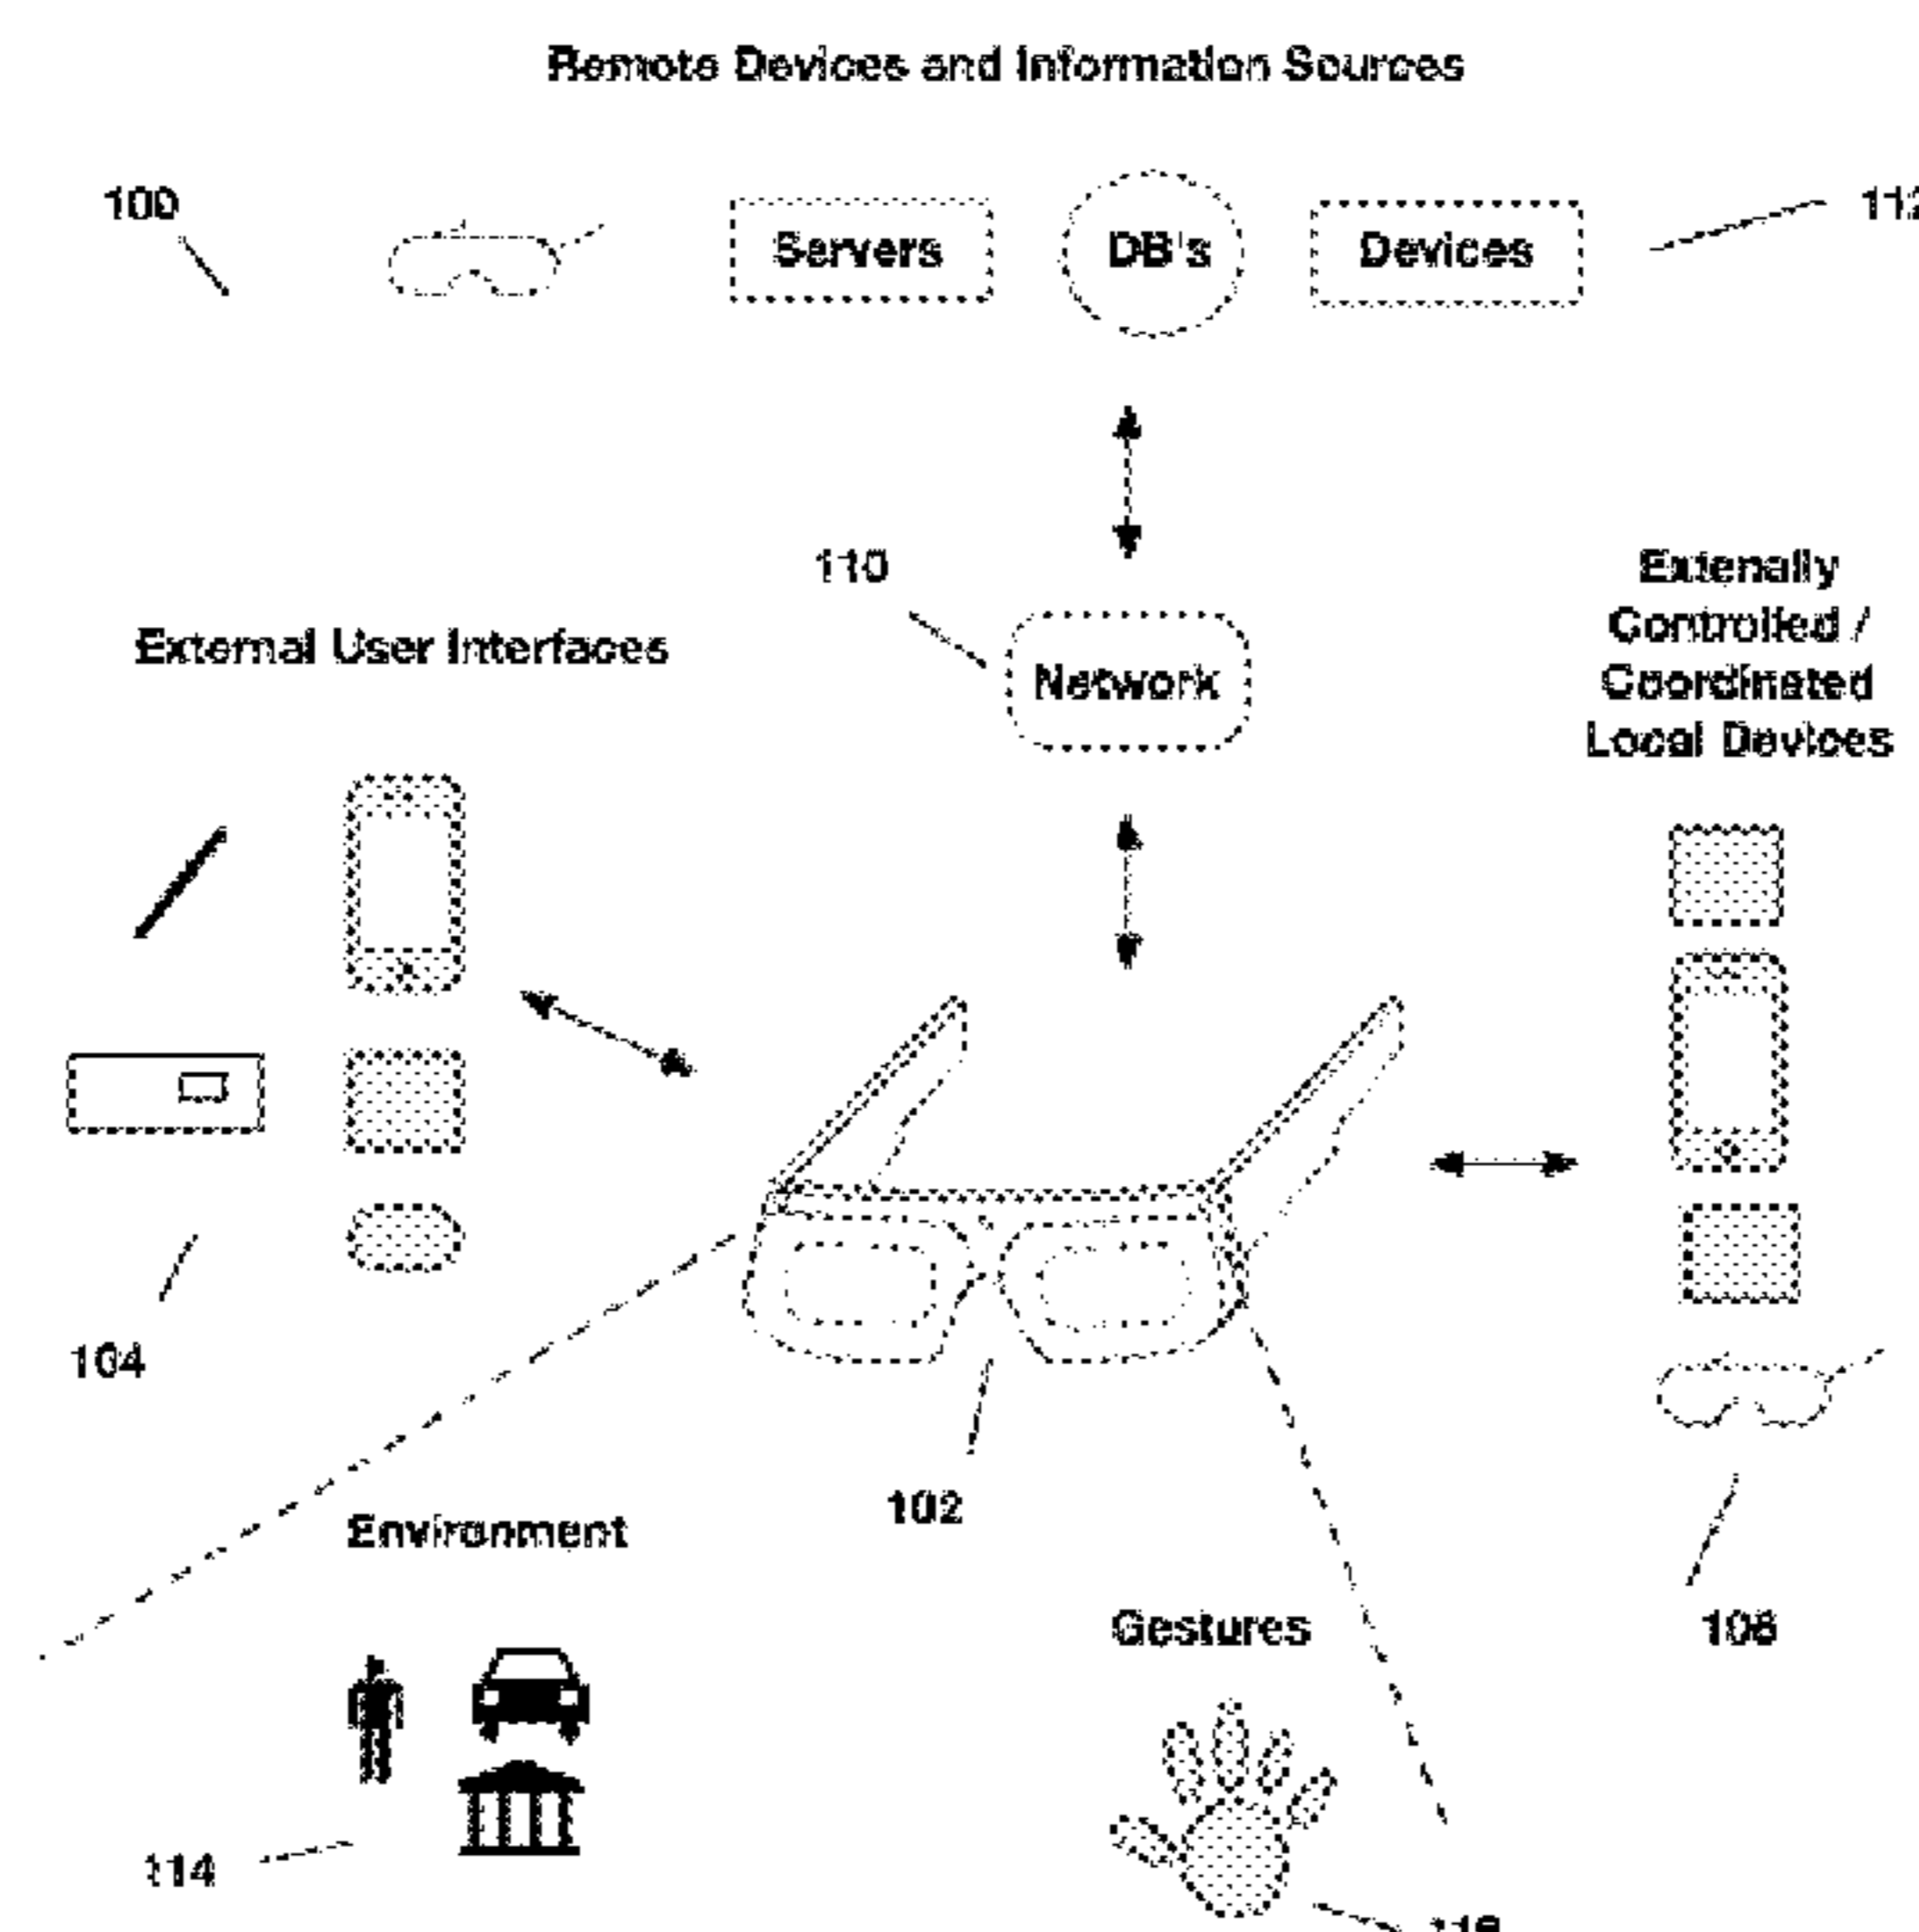 Remote Devices and Information Sources
100
Servers
DB's
Devices
112
110
Network
External User Interfaces
Extenally
Controlled /
Coordinated
Local Devices
104
102
Environment
Gestures
108
114